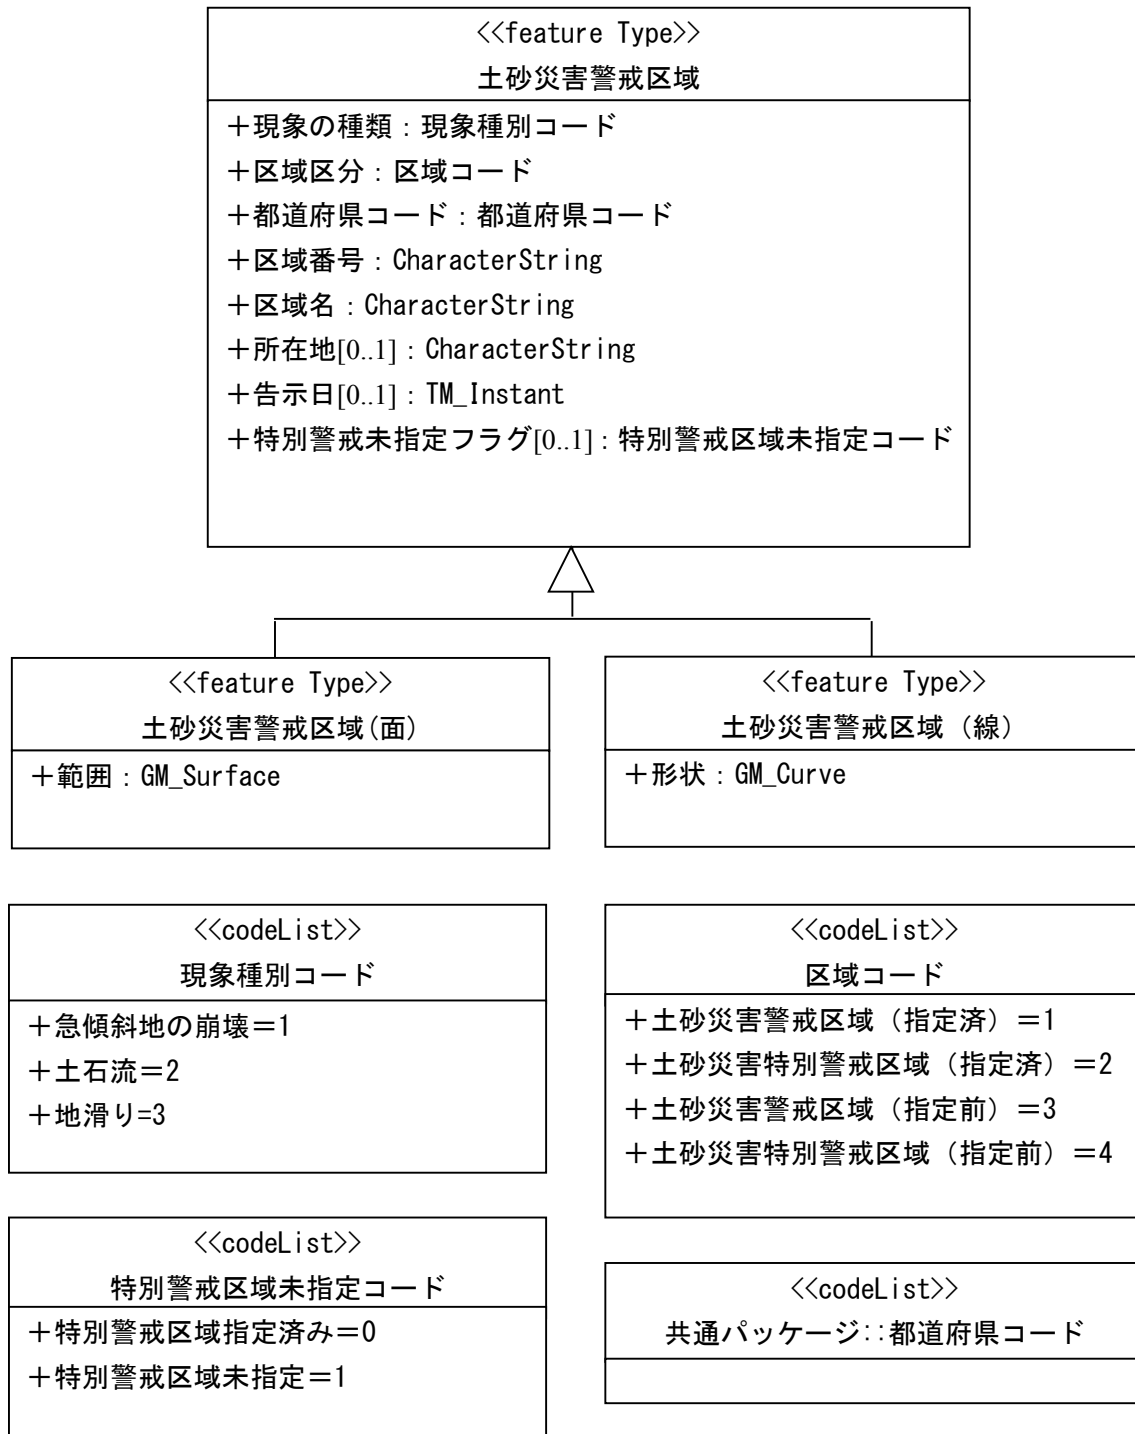 <<feature Type>>
土砂災害警戒区域
＋現象の種類：現象種別コード
＋区域区分：区域コード
＋都道府県コード：都道府県コード
＋区域番号：CharacterString
＋区域名：CharacterString
＋所在地[0..1]：CharacterString
＋告示日[0..1]：TM_Instant
＋特別警戒未指定フラグ[0..1]：特別警戒区域未指定コード
<<feature Type>>
土砂災害警戒区域(面)
＋範囲：GM_Surface
<<feature Type>>
土砂災害警戒区域（線）
＋形状：GM_Curve
<<codeList>>
現象種別コード
＋急傾斜地の崩壊＝1
＋土石流＝2
＋地滑り=3
<<codeList>>
区域コード
＋土砂災害警戒区域（指定済）＝1
＋土砂災害特別警戒区域（指定済）＝2
＋土砂災害警戒区域（指定前）＝3
＋土砂災害特別警戒区域（指定前）＝4
<<codeList>>
特別警戒区域未指定コード
＋特別警戒区域指定済み＝0
＋特別警戒区域未指定＝1
<<codeList>>
共通パッケージ::都道府県コード